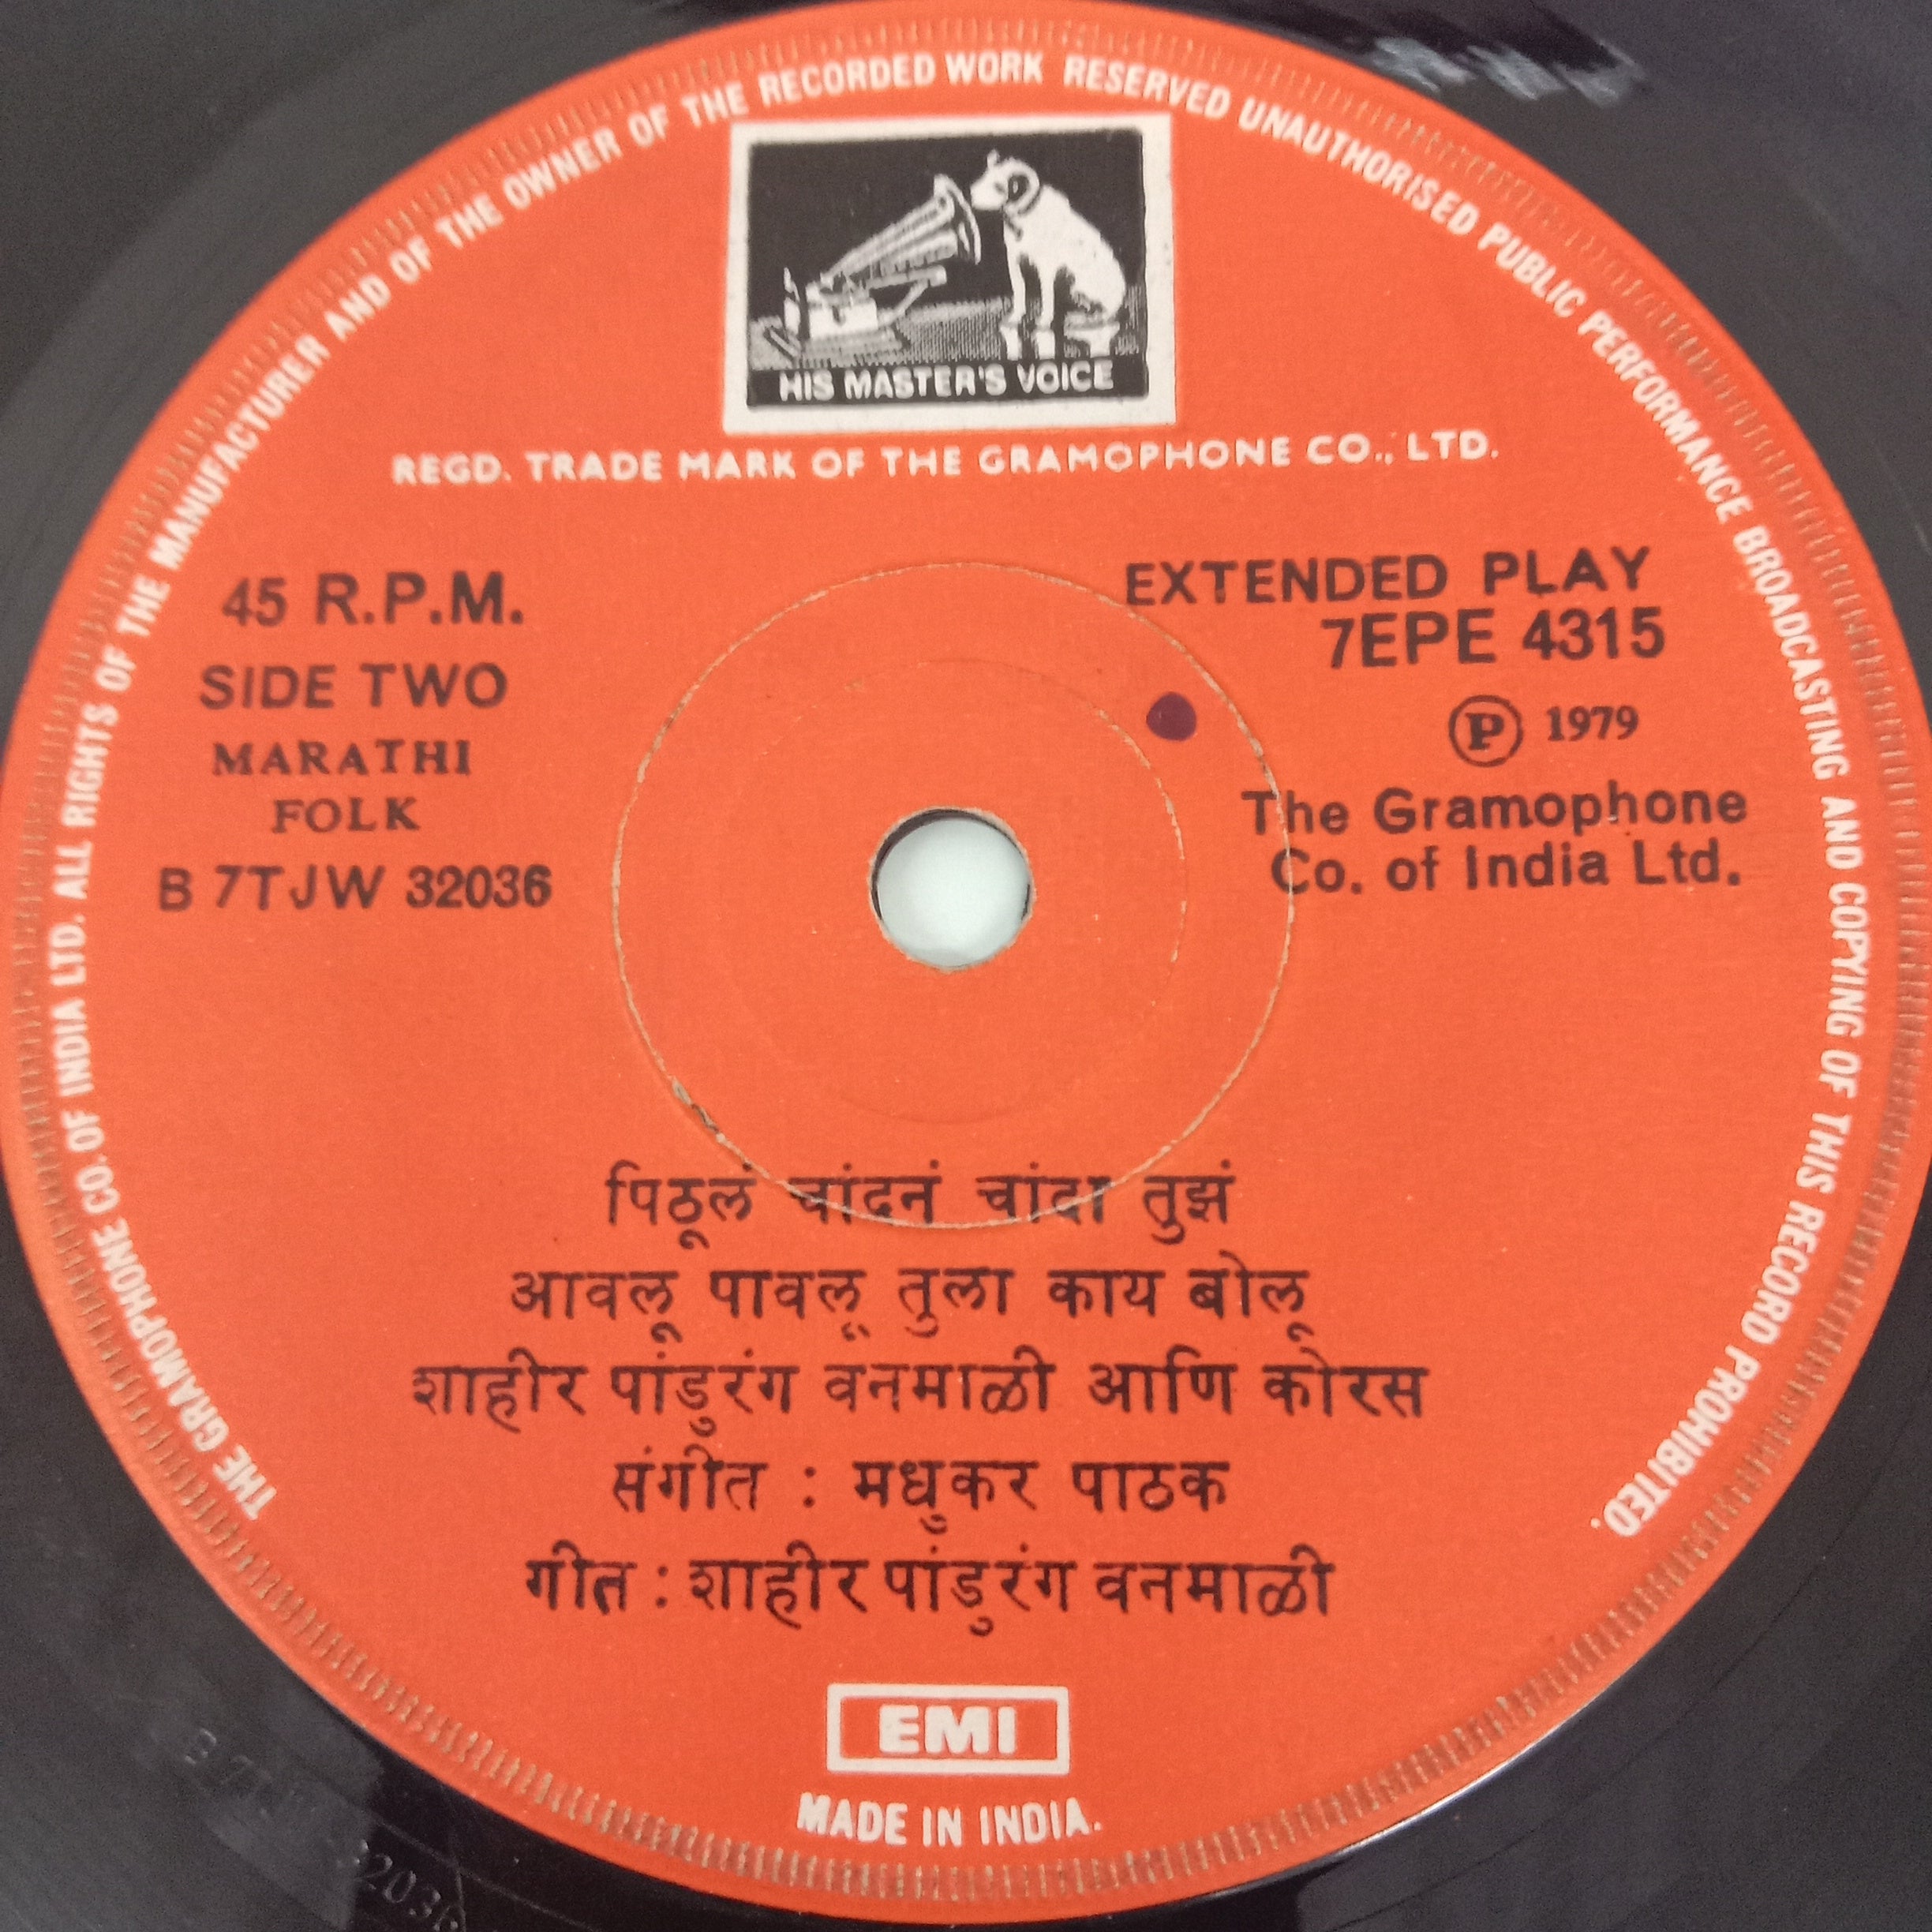 THE GRAMOPHONE CO. OF INDIA LTD. ALL RIGHTS OF THE MANUFACTURER AND OF THE OWNER OF THE RECORDED WORK RESERVED UNAUTHORISED PUBLIC PERFORMANCE BROADCASTING AND COPYING OF THIS RECORD PROHIBITED.
HIS MASTER'S VOICE
REGD. TRADE MARK OF THE GRAMOPHONE CO., LTD.
45 R.P.M.
SIDE TWO
MARATHI
FOLK
B 7TJW 32036
EXTENDED PLAY
7EPE 4315
Ⓟ 1979
The Gramophone
Co. of India Ltd.
पिठूलं चांदनं चांदा तुझं
आवलू पावलू तुला काय बोलू
शाहीर पांडुरंग वनमाळी आणि कोरस
संगीत : मधुकर पाठक
गीत : शाहीर पांडुरंग वनमाळी
EMI
MADE IN INDIA.
B 7TJW 32036